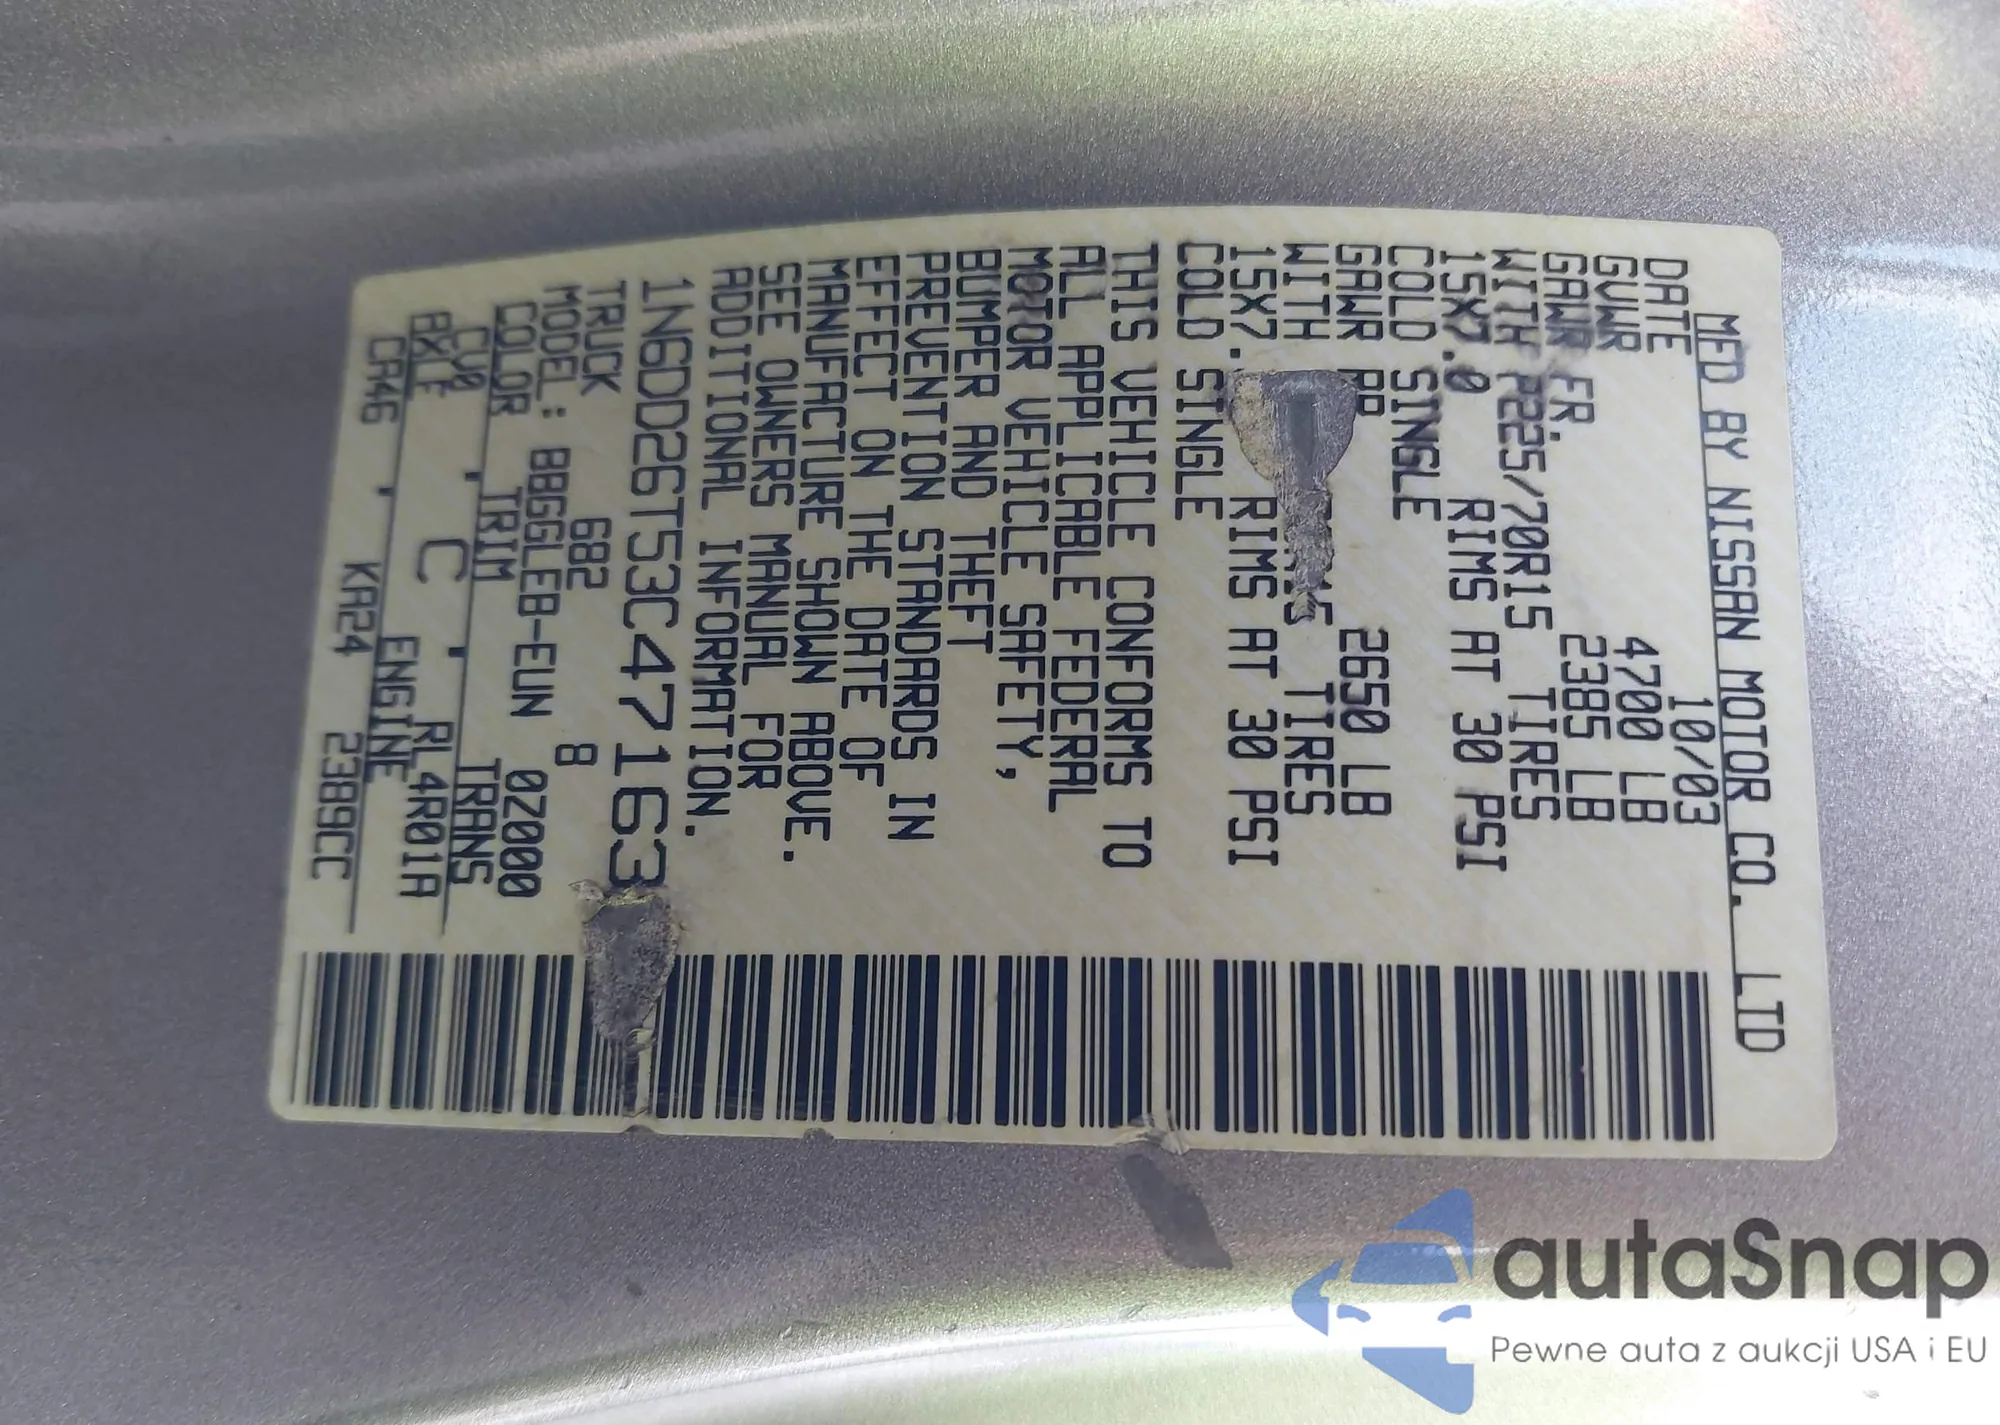 MFD BY NISSAN MOTOR CO. LTD
DATE 10/03
GVWR 4700 LB
GAWR FR. 2385 LB
WITH P225/70R15 TIRES
15X7.0 RIMS AT 30 PSI
COLD SINGLE
GAWR RR 2650 LB
WITH TIRES
15X7. RIMS AT 30 PSI
COLD SINGLE
THIS VEHICLE CONFORMS TO
ALL APPLICABLE FEDERAL
MOTOR VEHICLE SAFETY,
BUMPER AND THEFT
PREVENTION STANDARDS IN
EFFECT ON THE DATE OF
MANUFACTURE SHOWN ABOVE.
SEE OWNERS MANUAL FOR
ADDITIONAL INFORMATION.
1N6DD26T53C47163
TRUCK 682 8
MODEL: BBGGLEB-EUN 0Z000
COLOR TRIM TRANS
CV0 . C . RL4R01A
AXLE ENGINE
CA46 . KA24 2389CC
autaSnap
Pewne auta z aukcji USA i EU